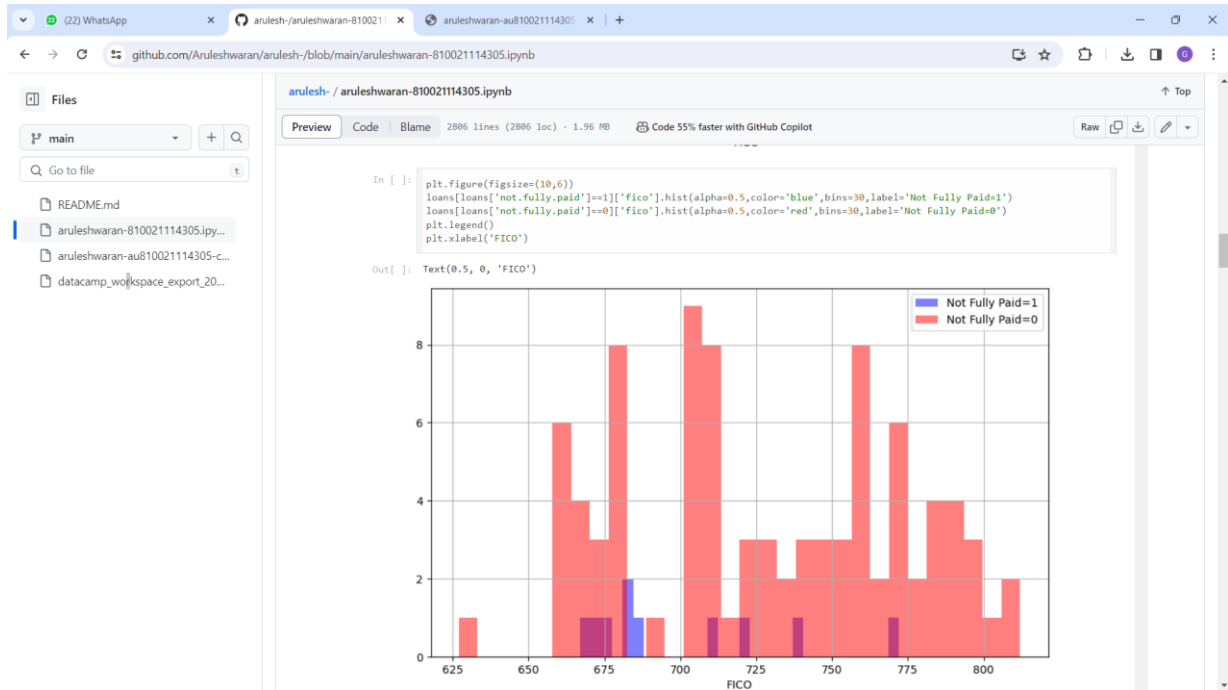 (22) WhatsApp
arulesh-/aruleshwaran-8100211
aruleshwaran-au810021114305
github.com/Aruleshwaran/arulesh-/blob/main/aruleshwaran-810021114305.ipynb
G
Files
main
Go to file
t
README.md
aruleshwaran-810021114305.ipy...
aruleshwaran-au810021114305-c...
datacamp_workspace_export_20...
arulesh- / aruleshwaran-810021114305.ipynb
Top
Preview
Code
Blame
2806 lines (2806 loc) · 1.96 MB
Code 55% faster with GitHub Copilot
Raw
In [ ]:
plt.figure(figsize=(10,6))
loans[loans['not.fully.paid']==1]['fico'].hist(alpha=0.5,color='blue',bins=30,label='Not Fully Paid=1')
loans[loans['not.fully.paid']==0]['fico'].hist(alpha=0.5,color='red',bins=30,label='Not Fully Paid=0')
plt.legend()
plt.xlabel('FICO')
Out[ ]:
Text(0.5, 0, 'FICO')
Not Fully Paid=1
Not Fully Paid=0
8
6
4
2
0
625 650 675 700 725 750 775 800
FICO